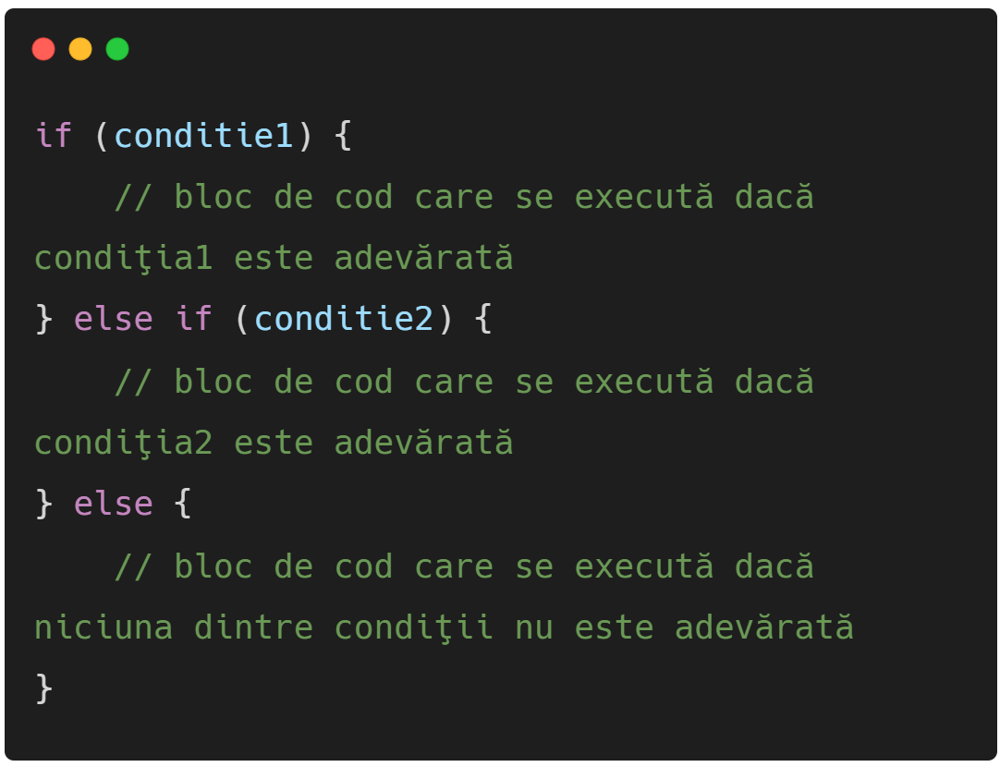 if (conditie1) {
    // bloc de cod care se execută dacă
condiţia1 este adevărată
} else if (conditie2) {
    // bloc de cod care se execută dacă
condiţia2 este adevărată
} else {
    // bloc de cod care se execută dacă
niciuna dintre condiţii nu este adevărată
}